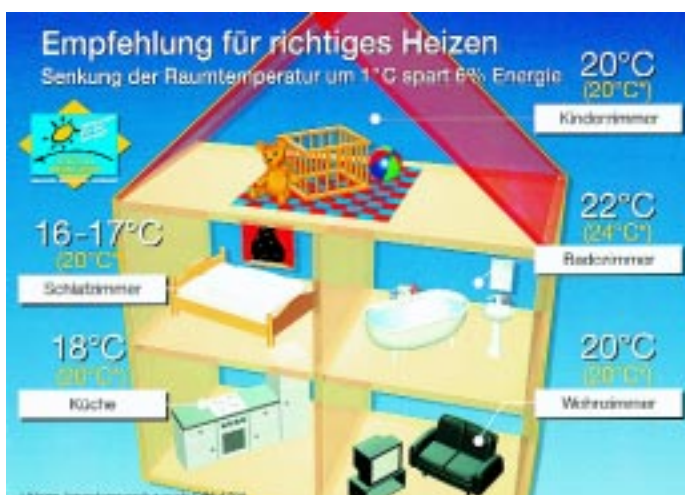 Empfehlung für richtiges Heizen
Senkung der Raumtemperatur um 1°C spart 6% Energie
20°C
(20°C*)
Kinderzimmer
22°C
(24°C*)
Badezimmer
16-17°C
(20°C*)
Schlafzimmer
18°C
(20°C*)
Küche
20°C
(20°C*)
Wohnzimmer